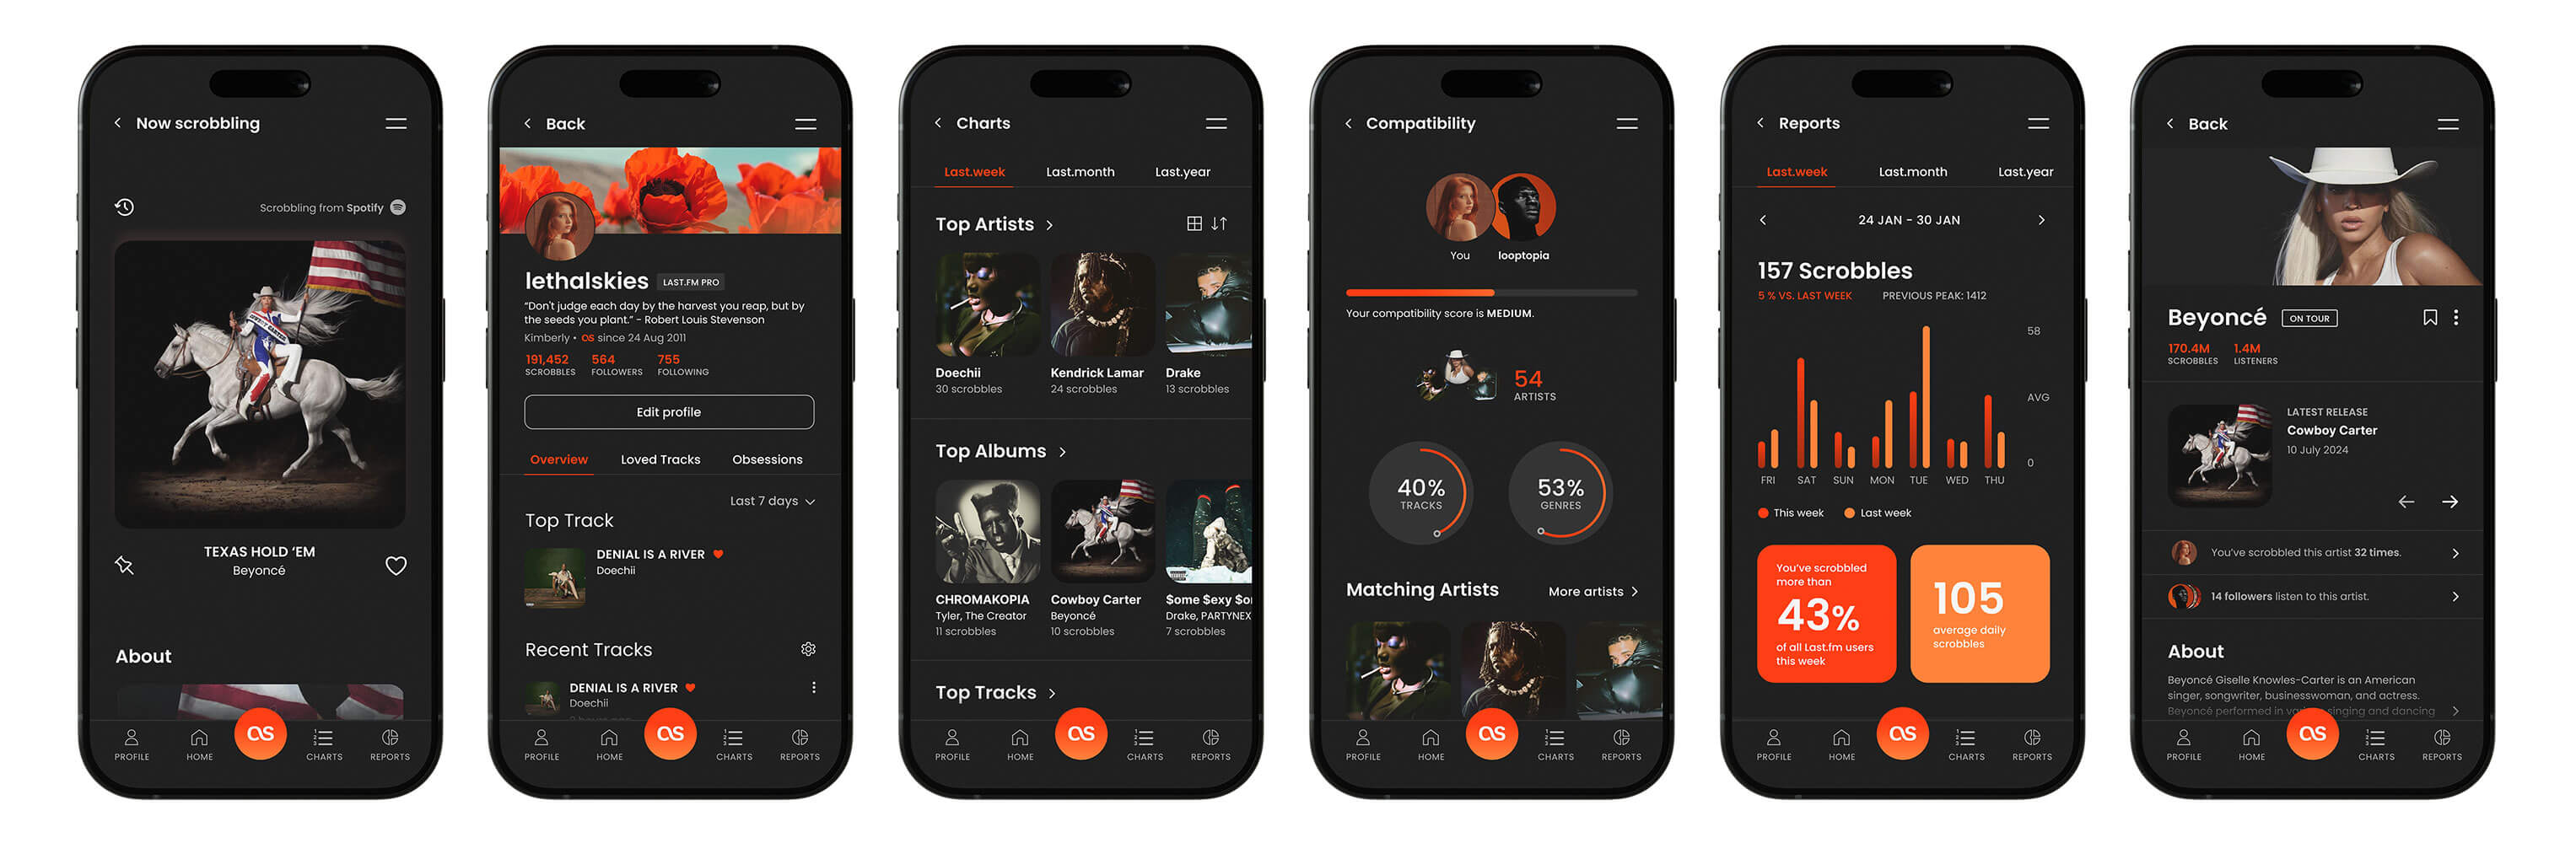 Now scrobbling
Scrobbling from Spotify
TEXAS HOLD ‘EM
Beyoncé
About
PROFILE
HOME
CHARTS
REPORTS
Back
lethalskies LAST.FM PRO
“Don't judge each day by the harvest you reap, but by
the seeds you plant.” - Robert Louis Stevenson
Kimberly • as since 24 Aug 2011
191,452 564 755
SCROBBLES FOLLOWERS FOLLOWING
Edit profile
Overview Loved Tracks Obsessions
Last 7 days
Top Track
DENIAL IS A RIVER
Doechii
Recent Tracks
DENIAL IS A RIVER
Doechii
as
PROFILE HOME CHARTS REPORTS
Charts
Last.week Last.month Last.year
Top Artists
Doechii Kendrick Lamar Drake
30 scrobbles 24 scrobbles 13 scrobbles
Top Albums
CHROMAKOPIA Cowboy Carter $ome $exy $o
Tyler, The Creator Beyoncé Drake, PARTYNEX
11 scrobbles 10 scrobbles 7 scrobbles
Top Tracks
as
PROFILE HOME CHARTS REPORTS
Compatibility
You looptopia
Your compatibility score is MEDIUM.
54
ARTISTS
40% 53%
TRACKS GENRES
Matching Artists More artists
as
PROFILE HOME CHARTS REPORTS
Reports
Last.week Last.month Last.year
24 JAN - 30 JAN
157 Scrobbles
5 % VS. LAST WEEK PREVIOUS PEAK: 1412
58
AVG
0
FRI SAT SUN MON TUE WED THU
This week Last week
You’ve scrobbled
more than
43%
of all Last.fm users
this week
105
average daily
scrobbles
as
PROFILE HOME CHARTS REPORTS
Back
Beyoncé ON TOUR
170.4M 1.4M
SCROBBLES LISTENERS
LATEST RELEASE
Cowboy Carter
10 July 2024
You’ve scrobbled this artist 32 times.
14 followers listen to this artist.
About
Beyoncé Giselle Knowles-Carter is an American
singer, songwriter, businesswoman, and actress.
Beyoncé performed in singing and dancing
as
PROFILE HOME CHARTS REPORTS